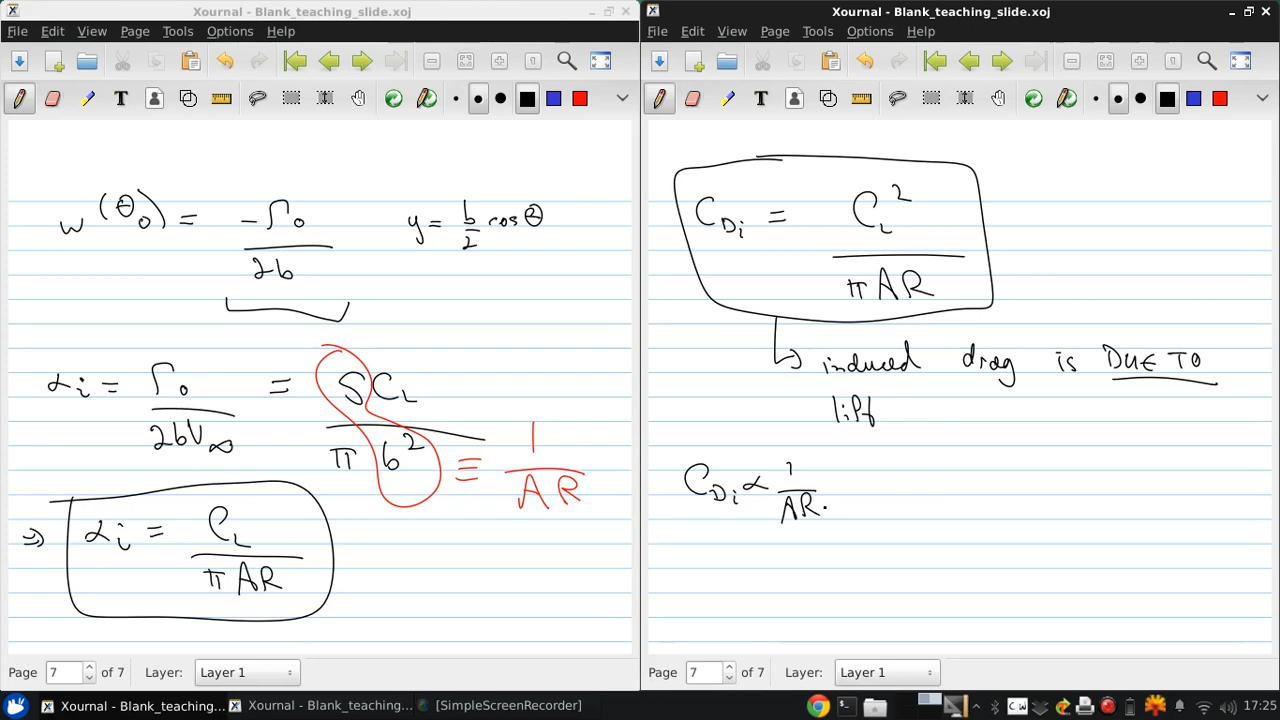 Xournal - Blank_teaching_slide.xoj
File Edit View Page Tools Options Help
w(θ₀) = -Γ₀ / 2b
y = b/2 cos θ
αi = Γ₀ / 2bV∞ = SC_L / πb² ≡ 1 / AR
⇒ αi = C_L / πAR
Page 7 of 7 Layer: Layer 1
Xournal - Blank_teaching_slide.xoj
File Edit View Page Tools Options Help
C_Di = C_L² / πAR
↳ induced drag is DUE TO
lift
C_Di ∝ 1 / AR.
Page 7 of 7 Layer: Layer 1
Xournal - Blank_teaching_... Xournal - Blank_teaching_... [SimpleScreenRecorder] 17:25